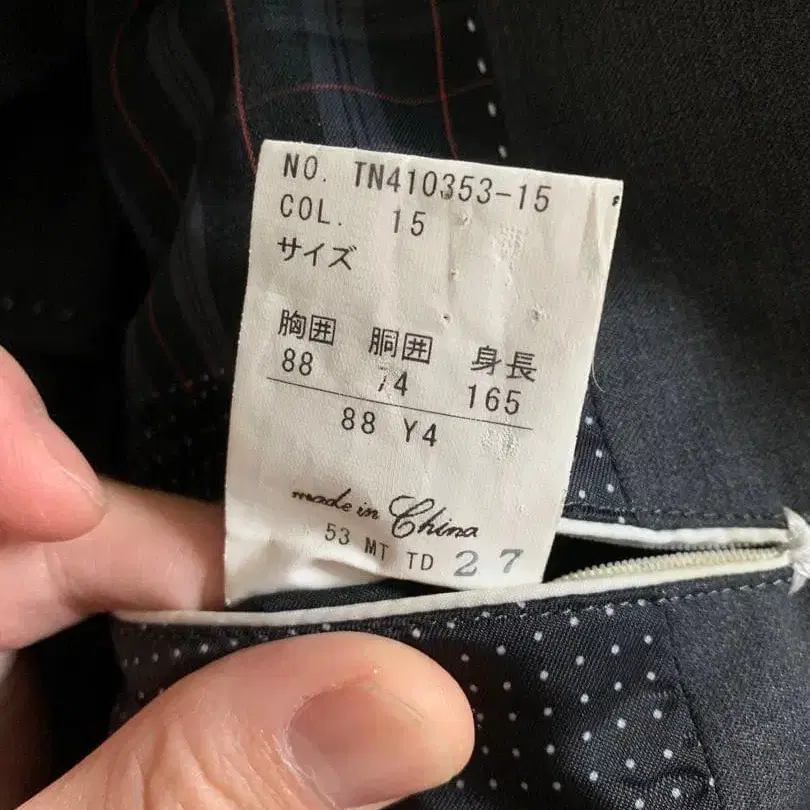 NO. TN410353-15
COL. 15
サイズ
胸囲 胴囲 身長
88 74 165
88 Y4
made in China
53 MT TD 27